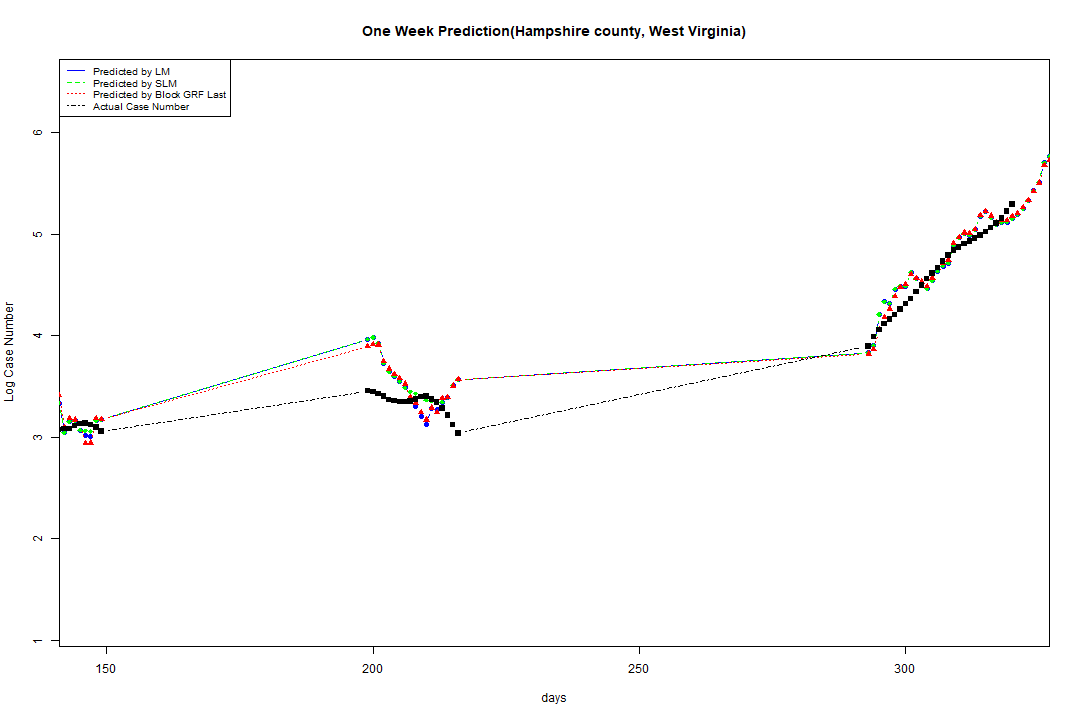 One Week Prediction(Hampshire county, West Virginia)
Predicted by LM
Predicted by SLM
Predicted by Block GRF Last
Actual Case Number
6
5
4
3
2
1
Log Case Number
150 200 250 300
days